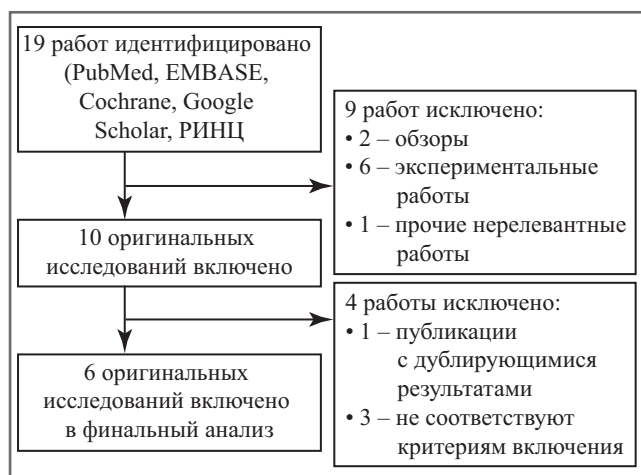 19 работ идентифицировано
(PubMed, EMBASE,
Cochrane, Google
Scholar, РИНЦ
9 работ исключено:
• 2 – обзоры
• 6 – экспериментальные
работы
• 1 – прочие нерелевантные
работы
10 оригинальных
исследований включено
4 работы исключено:
• 1 – публикации
с дублирующимися
результатами
• 3 – не соответствуют
критериям включения
6 оригинальных
исследований включено
в финальный анализ